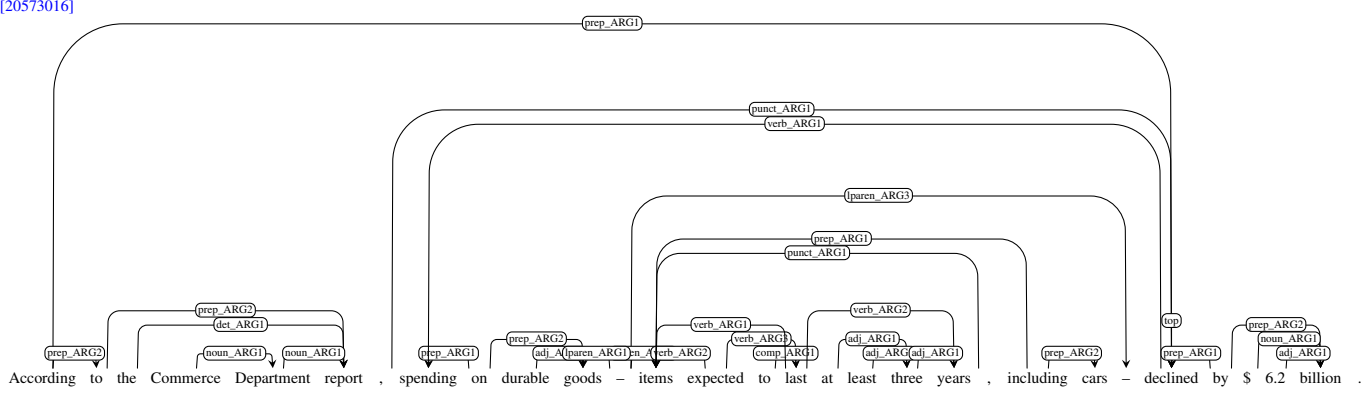 [20573016]
prep_ARG1
punct_ARG1
verb_ARG1
lparen_ARG3
prep_ARG1
punct_ARG1
prep_ARG2 verb_ARG2
det_ARG1 verb_ARG1 top prep_ARG2
prep_ARG2 adj_ARG1 noun_ARG1
prep_ARG2 noun_ARG1 noun_ARG1 prep_ARG1 lparen_ARG1 verb_ARG2 comp_ARG1 adj_ARG1 prep_ARG2 prep_ARG1 adj_ARG1
According to the Commerce Department report , spending on durable goods – items expected to last at least three years , including cars – declined by $ 6.2 billion .